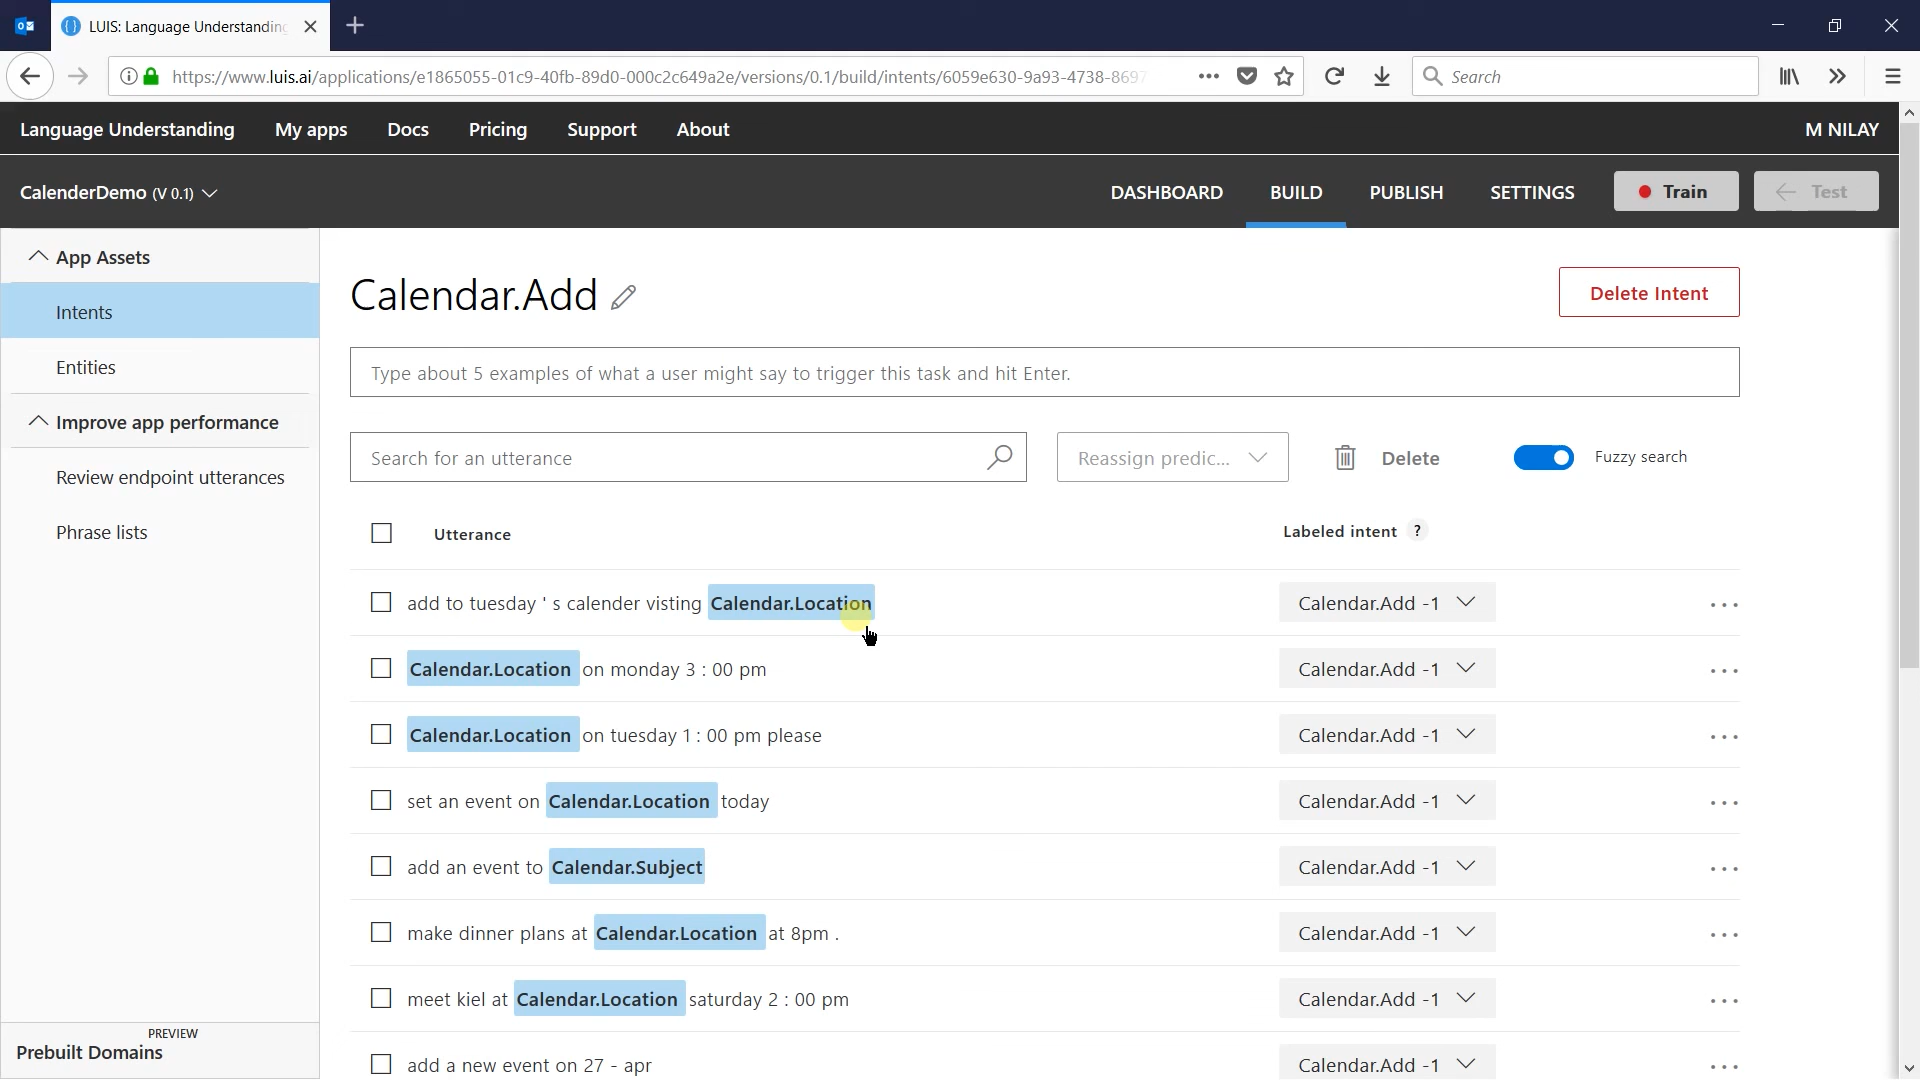 LUIS: Language Understanding
https://www.luis.ai/applications/e1865055-01c9-40fb-89d0-000c2c649a2e/versions/0.1/build/intents/6059e630-9a93-4738-8697
Search
Language Understanding My apps Docs Pricing Support About M NILAY
CalenderDemo (V 0.1) DASHBOARD BUILD PUBLISH SETTINGS Train Test
App Assets
Intents
Entities
Improve app performance
Review endpoint utterances
Phrase lists
PREVIEW
Prebuilt Domains
Calendar.Add
Delete Intent
Type about 5 examples of what a user might say to trigger this task and hit Enter.
Search for an utterance Reassign predic... Delete Fuzzy search
Utterance Labeled intent ?
add to tuesday ' s calender visting Calendar.Location Calendar.Add -1 ...
Calendar.Location on monday 3 : 00 pm Calendar.Add -1 ...
Calendar.Location on tuesday 1 : 00 pm please Calendar.Add -1 ...
set an event on Calendar.Location today Calendar.Add -1 ...
add an event to Calendar.Subject Calendar.Add -1 ...
make dinner plans at Calendar.Location at 8pm . Calendar.Add -1 ...
meet kiel at Calendar.Location saturday 2 : 00 pm Calendar.Add -1 ...
add a new event on 27 - apr Calendar.Add -1 ...